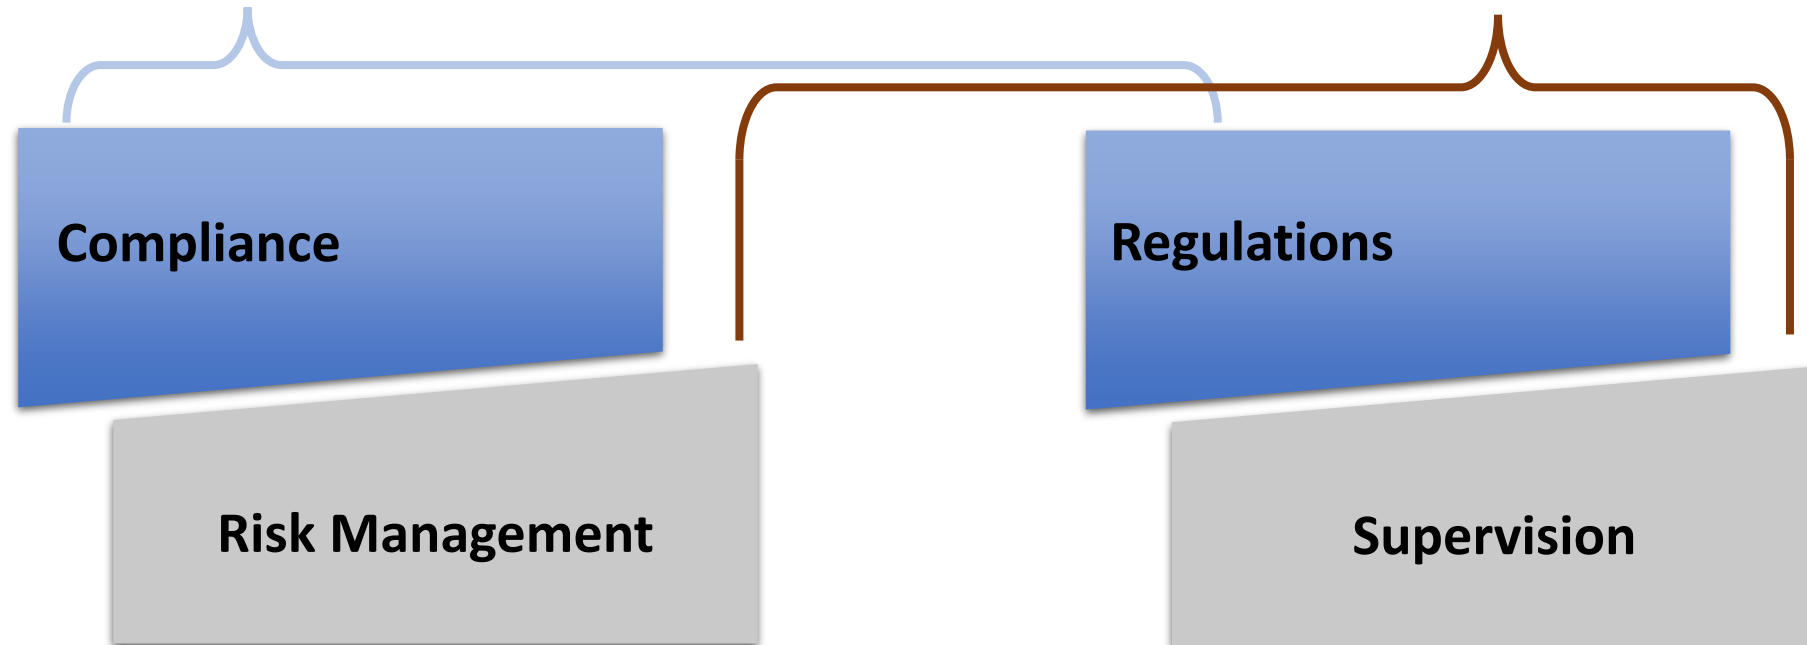 Compliance
Regulations
Risk Management
Supervision